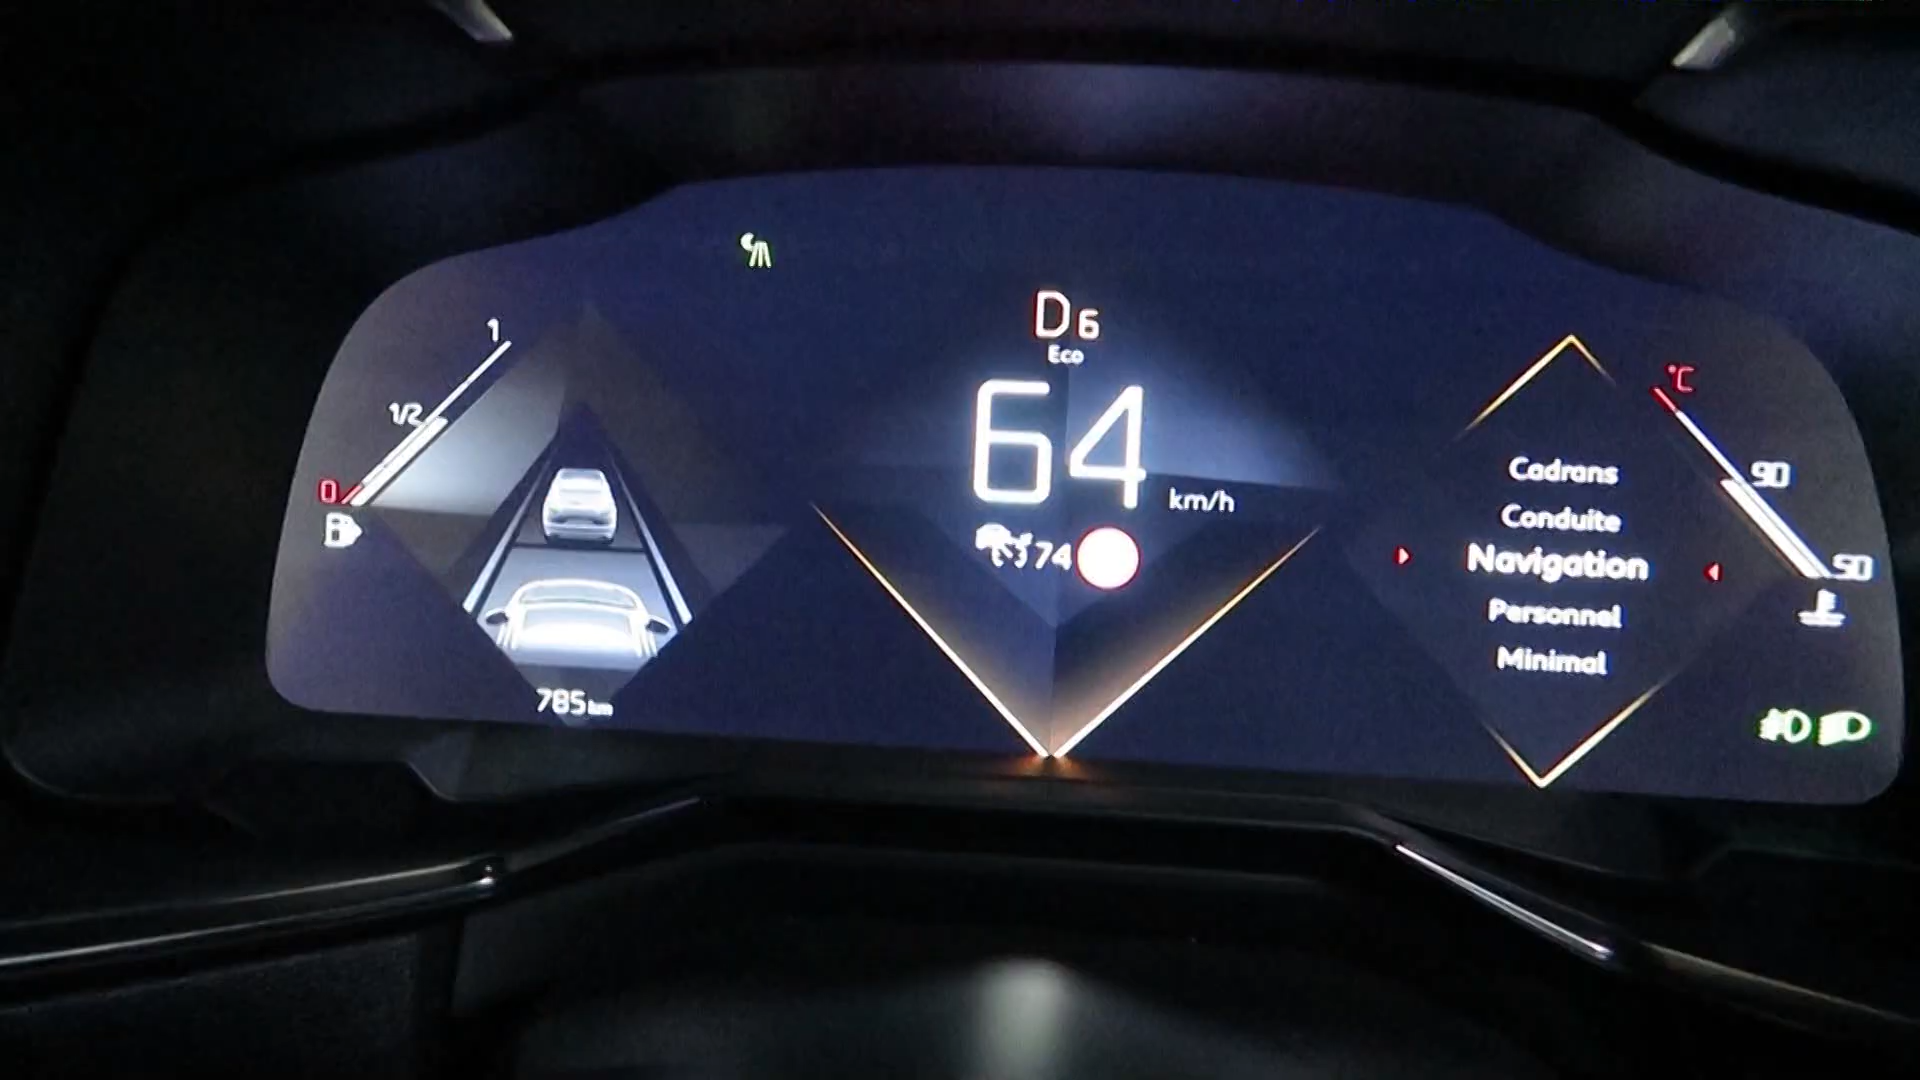 1
1/2
0
785 km
D6
Eco
64 km/h
74
Cadrans
Conduite
Navigation
Personnel
Minimal
°C
90
50